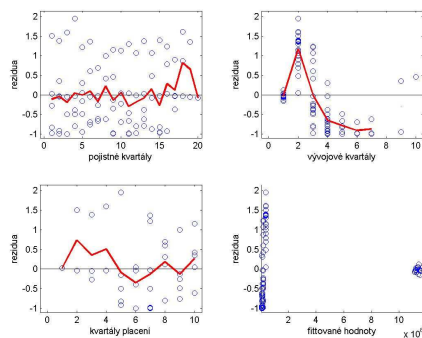 2
1.5
1
0.5
0
-0.5
-1
rezidua
0 5 10 15 20
pojistné kvartály
2
1.5
1
0.5
0
-0.5
-1
rezidua
0 2 4 6 8 10
vývojové kvartály
2
1.5
1
0.5
0
-0.5
-1
rezidua
0 2 4 6 8 10
kvartály placení
2
1.5
1
0.5
0
-0.5
-1
rezidua
2 4 6 8 10
fittované hodnoty